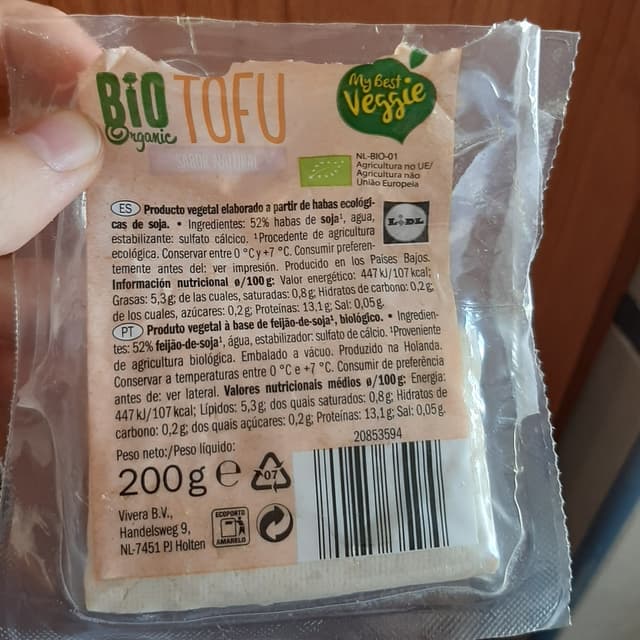 BIO
Organic
TOFU
SABOR NATURAL
My Best
Veggie
NL-BIO-01
Agricultura no UE/
Agricultura não
União Europeia
LIDL
ES Producto vegetal elaborado a partir de habas ecológi-
cas de soja. • Ingredientes: 52% habas de soja¹, agua,
estabilizante: sulfato cálcico. ¹Procedente de agricultura
ecológica. Conservar entre 0 °C y +7 °C. Consumir preferen-
temente antes del: ver impresión. Producido en los Países Bajos.
Información nutricional ø/100 g: Valor energético: 447 kJ/107 kcal;
Grasas: 5,3 g; de las cuales, saturadas: 0,8 g; Hidratos de carbono: 0,2 g;
de los cuales, azúcares: 0,2 g; Proteínas: 13,1 g; Sal: 0,05 g.
PT Produto vegetal à base de feijão-de-soja¹, biológico. • Ingredien-
tes: 52% feijão-de-soja¹, água, estabilizador: sulfato de cálcio. ¹Proveniente
de agricultura biológica. Embalado a vácuo. Produzido na Holanda.
Conservar a temperaturas entre 0 °C e +7 °C. Consumir de preferência
antes de: ver lateral. Valores nutricionais médios ø/100 g: Energia:
447 kJ/107 kcal; Lípidos: 5,3 g; dos quais saturados: 0,8 g; Hidratos de
carbono: 0,2 g; dos quais açúcares: 0,2 g; Proteínas: 13,1 g; Sal: 0,05 g.
Peso neto:/Peso líquido:
200 g e
07
20853594
Vivera B.V.,
Handelsweg 9,
NL-7451 PJ Holten
ECOPONTO
AMARELO